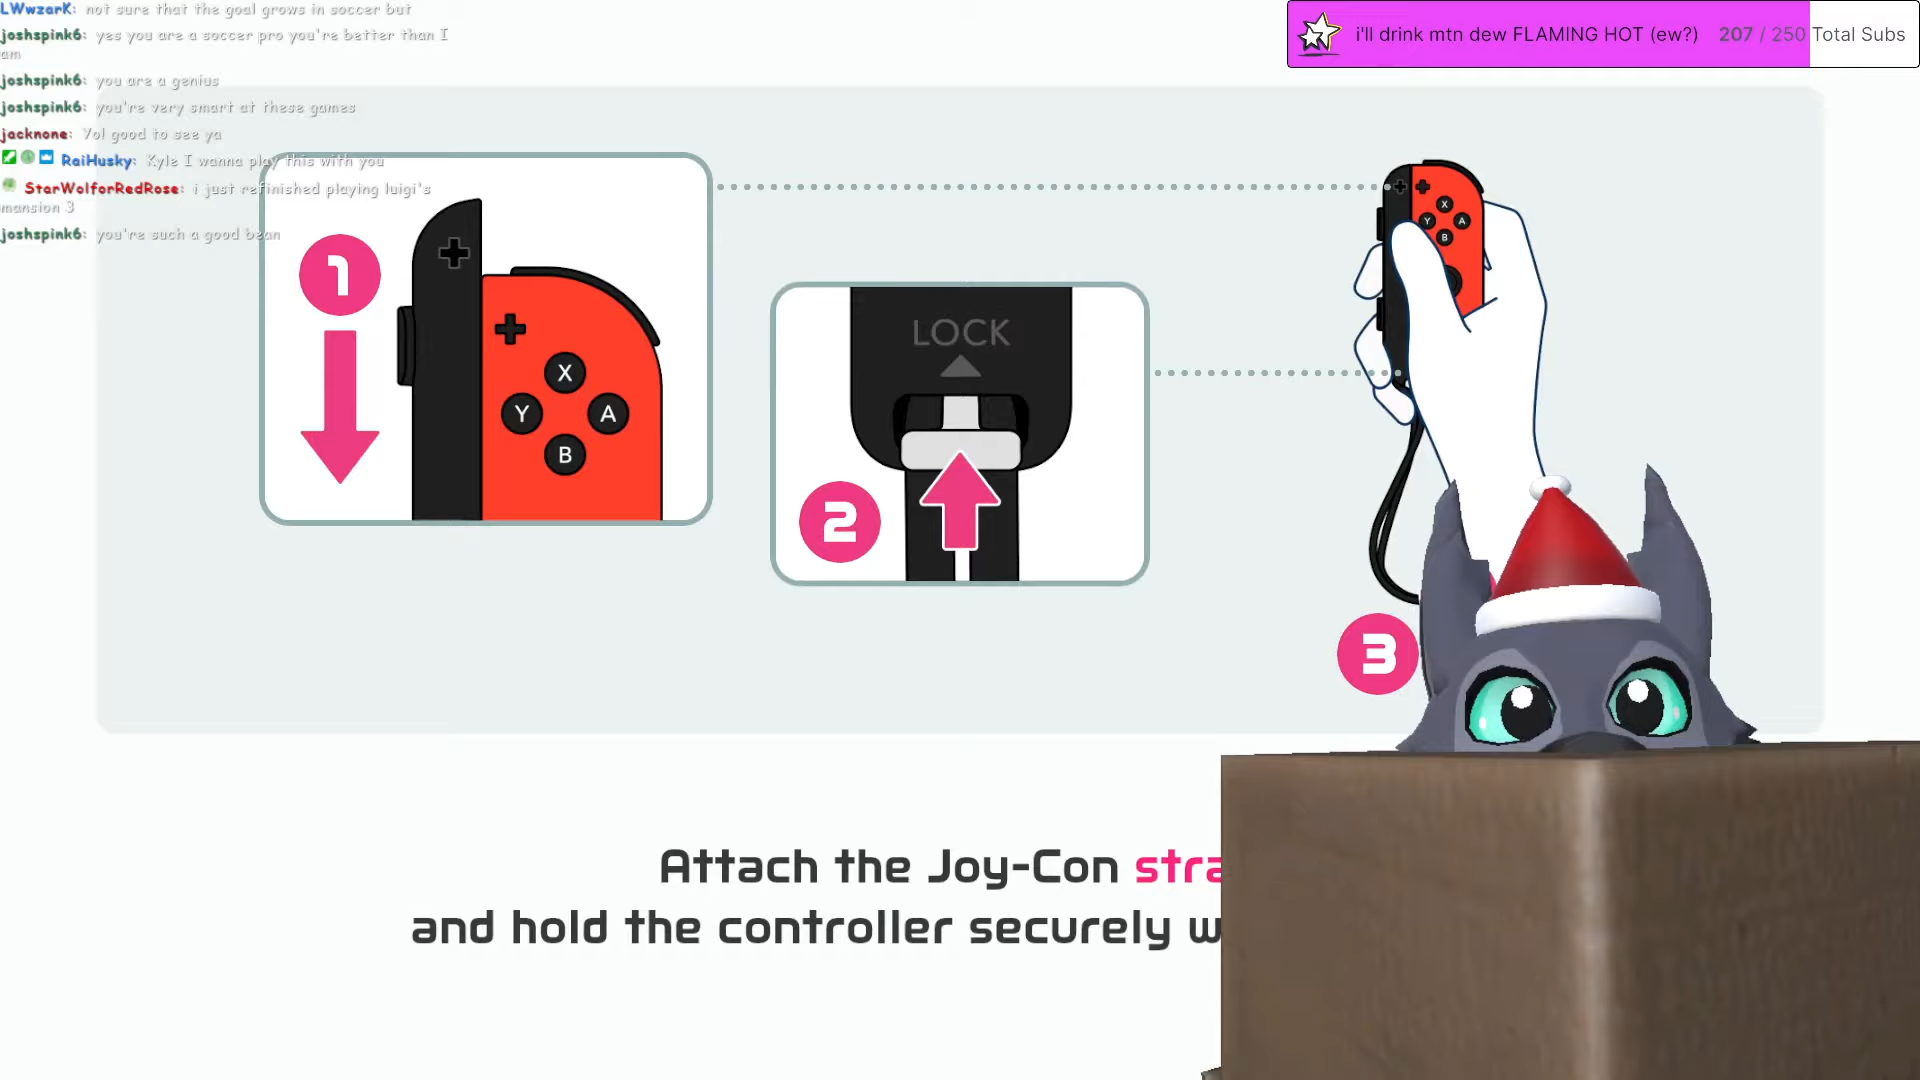 LWwzarK: not sure that the goal grows in soccer but
joshspink6: yes you are a soccer pro you're better than I
am
joshspink6: you are a genius
joshspink6: you're very smart at these games
jacknone: Yo! good to see ya
RaiHusky: Kyle I wanna play this with you
StarWolforRedRose: i just refinished playing luigi's
mansion 3
joshspink6: you're such a good bean
i'll drink mtn dew FLAMING HOT (ew?) 207 / 250 Total Subs
1
X
Y A
B
LOCK
2
X
Y A
B
3
Attach the Joy-Con stra
and hold the controller securely w